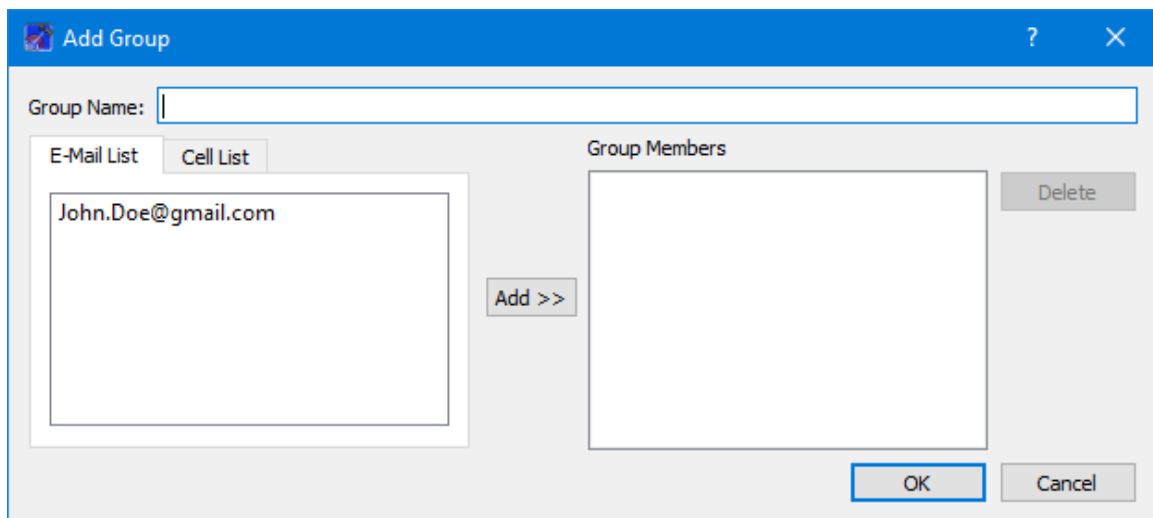 Add Group
?
Group Name:
E-Mail List
Cell List
Group Members
John.Doe@gmail.com
Delete
Add >>
OK
Cancel